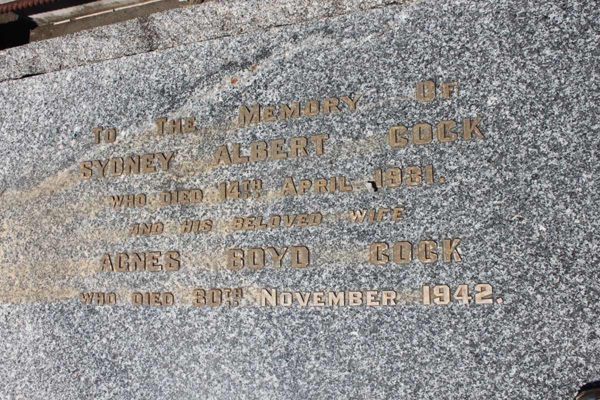 TO THE MEMORY OF
SYDNEY ALBERT COCK
WHO DIED 14TH APRIL 1931.
AND HIS BELOVED WIFE
AGNES BOYD COCK
WHO DIED 30TH NOVEMBER 1942.